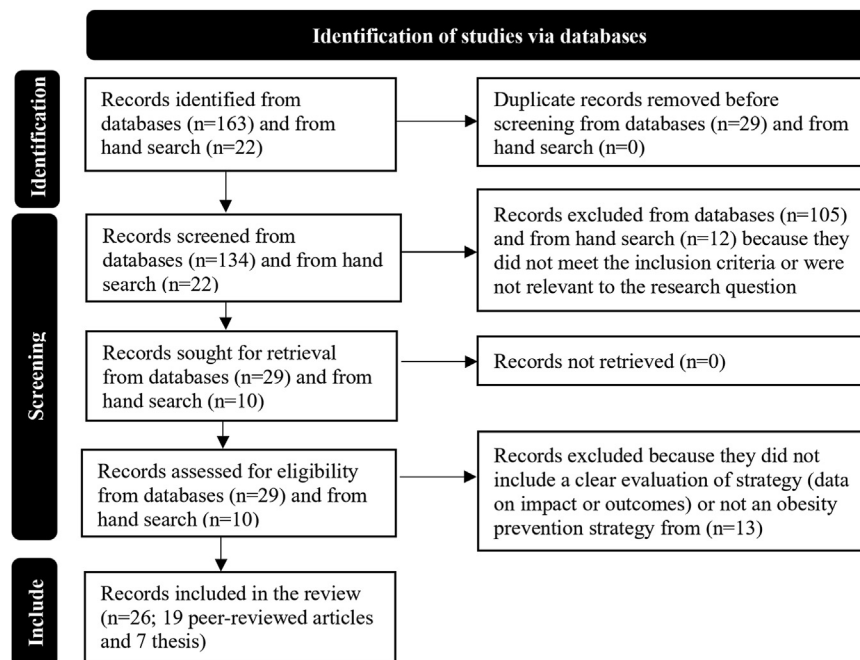 Identification of studies via databases
Identification
Records identified from
databases (n=163) and from
hand search (n=22)
Duplicate records removed before
screening from databases (n=29) and from
hand search (n=0)
Screening
Records screened from
databases (n=134) and from hand
search (n=22)
Records excluded from databases (n=105)
and from hand search (n=12) because they
did not meet the inclusion criteria or were
not relevant to the research question
Records sought for retrieval
from databases (n=29) and from
hand search (n=10)
Records not retrieved (n=0)
Records assessed for eligibility
from databases (n=29) and from
hand search (n=10)
Records excluded because they did not
include a clear evaluation of strategy (data
on impact or outcomes) or not an obesity
prevention strategy from (n=13)
Include
Records included in the review
(n=26; 19 peer-reviewed articles
and 7 thesis)